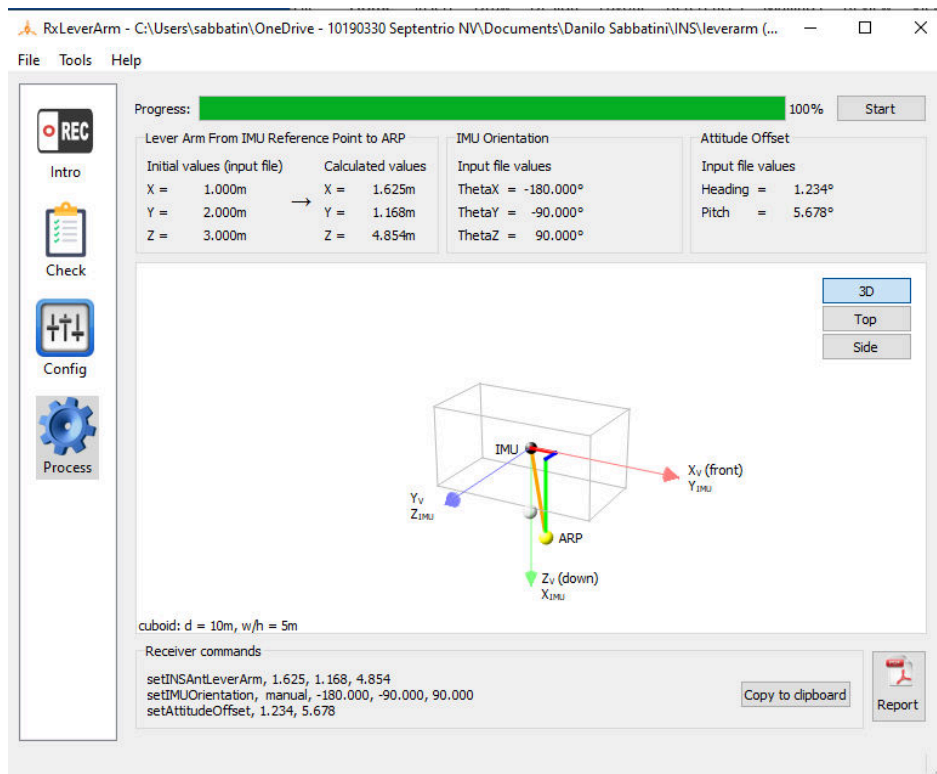 RxLeverArm - C:\Users\sabbatin\OneDrive - 10190330 Septentrio NV\Documents\Danilo Sabbatini\INS\leverarm (...
File Tools Help
REC
Intro
Check
Config
Process
Progress: 100% Start
Lever Arm From IMU Reference Point to ARP
Initial values (input file) Calculated values
X = 1.000m → X = 1.625m
Y = 2.000m Y = 1.168m
Z = 3.000m Z = 4.854m
IMU Orientation
Input file values
ThetaX = -180.000°
ThetaY = -90.000°
ThetaZ = 90.000°
Attitude Offset
Input file values
Heading = 1.234°
Pitch = 5.678°
3D
Top
Side
IMU
Xv (front)
YIMU
Yv
ZIMU
ARP
Zv (down)
XIMU
cuboid: d = 10m, w/h = 5m
Receiver commands
setINSAntLeverArm, 1.625, 1.168, 4.854
setIMUOrientation, manual, -180.000, -90.000, 90.000
setAttitudeOffset, 1.234, 5.678
Copy to clipboard
Report